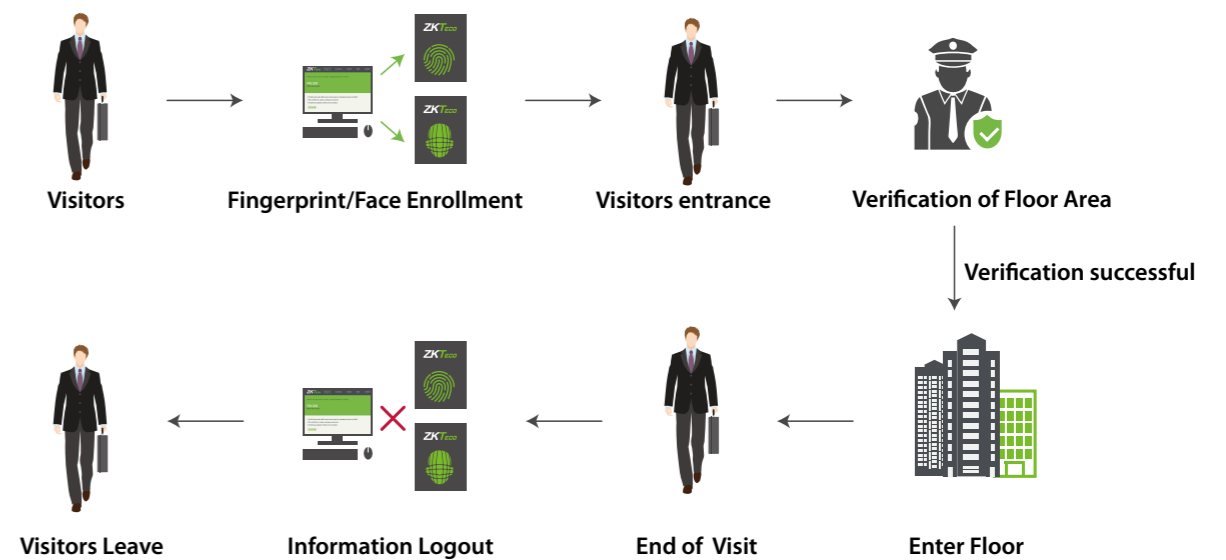 ZKTeco
ZKTeco
Visitors
Fingerprint/Face Enrollment
Visitors entrance
Verification of Floor Area
Verification successful
ZKTeco
ZKTeco
Visitors Leave
Information Logout
End of Visit
Enter Floor